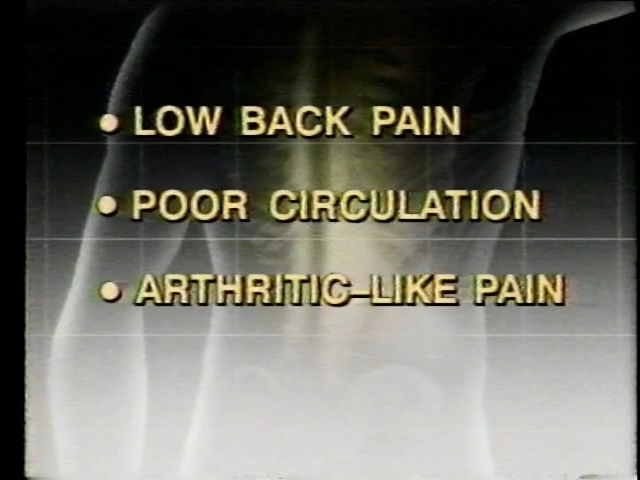 • LOW BACK PAIN
• POOR CIRCULATION
• ARTHRITIC-LIKE PAIN